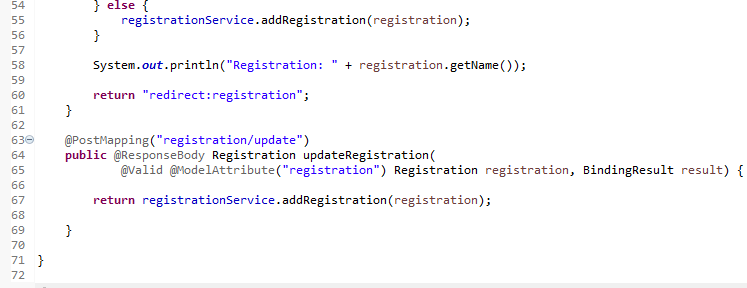 54 } else {
55 registrationService.addRegistration(registration);
56 }
57
58 System.out.println("Registration: " + registration.getName());
59
60 return "redirect:registration";
61 }
62
63 @PostMapping("registration/update")
64 public @ResponseBody Registration updateRegistration(
65 @Valid @ModelAttribute("registration") Registration registration, BindingResult result) {
66
67 return registrationService.addRegistration(registration);
68
69 }
70
71 }
72